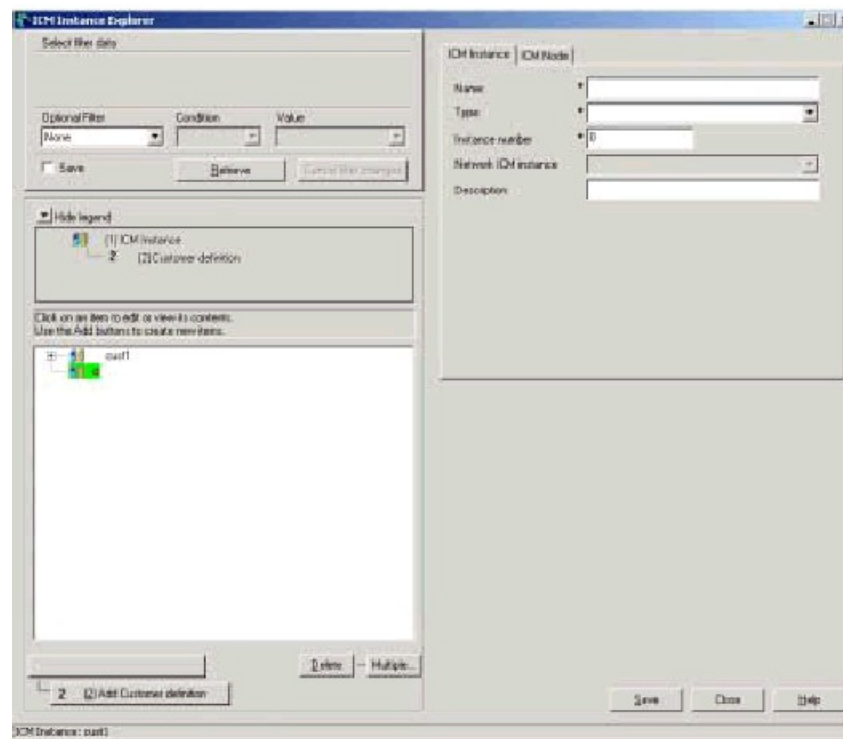 ICM Instance Explorer
Select filter data
Optional Filter Condition Value
None
Save Retrieve Cancel filter changes
Hide legend
(1) ICM Instance
2 (2) Customer definition
Click on an item to edit or view its contents.
Use the Add buttons to create new items.
cust1
Delete Multiple...
2 (2) Add Customer definition
ICM Instance ICM Node
Name *
Type *
Instance number * 0
Network ICM instance
Description
Save Close Help
ICM Instance : cust1